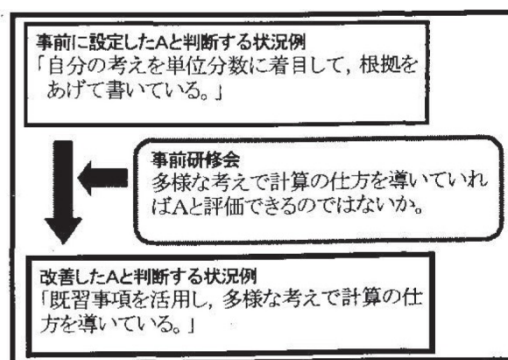 事前に設定したAと判断する状況例
「自分の考えを単位分数に着目して，根拠を
あげて書いている。」
事前研修会
多様な考えで計算の仕方を導いていれ
ばAと評価できるのではないか。
改善したAと判断する状況例
「既習事項を活用し，多様な考えで計算の仕
方を導いている。」